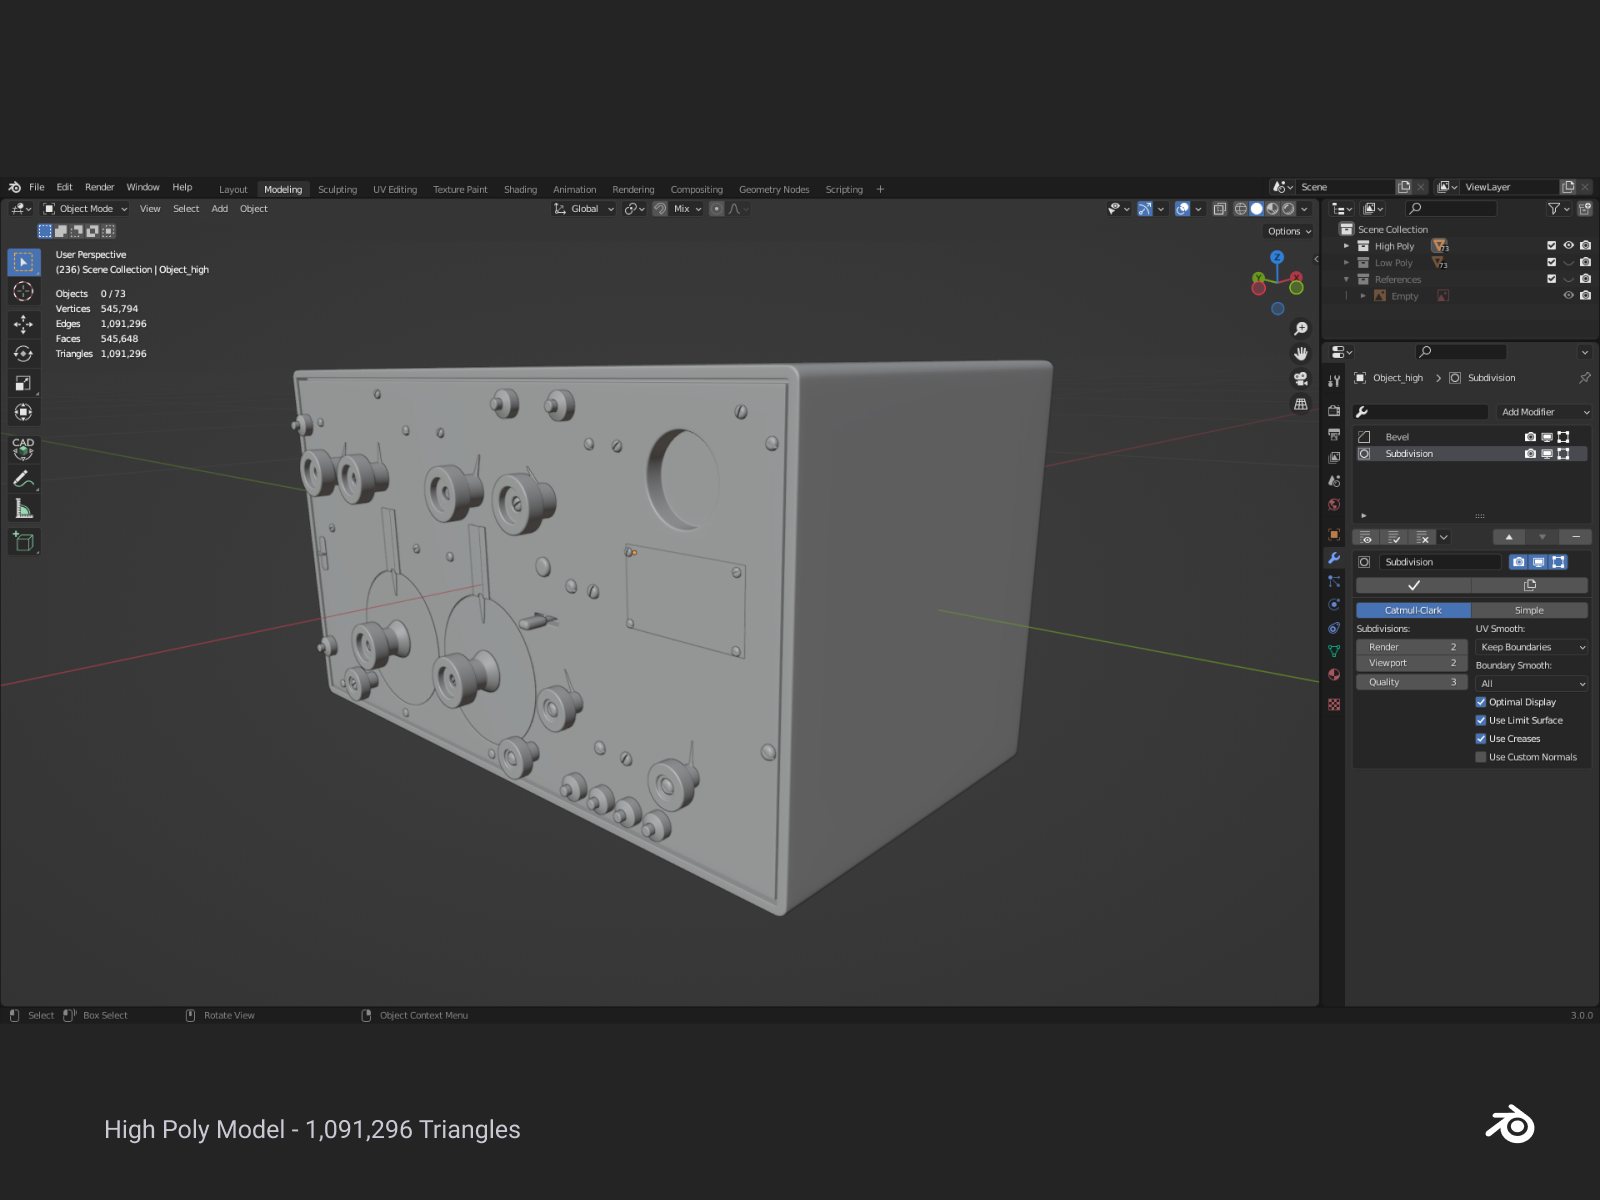 File Edit Render Window Help Layout Modeling Sculpting UV Editing Texture Paint Shading Animation Rendering Compositing Geometry Nodes Scripting + Scene ViewLayer
Object Mode View Select Add Object Global Mix
Options
User Perspective
(236) Scene Collection | Object_high
Objects 0 / 73
Vertices 545,794
Edges 1,091,296
Faces 545,648
Triangles 1,091,296
CAD
Z
Y
X
Scene Collection
High Poly 73
Low Poly 73
References
Empty
Object_high > Subdivision
Add Modifier
Bevel
Subdivision
Subdivision
Catmull-Clark Simple
Subdivisions:
Render 2
Viewport 2
Quality 3
UV Smooth:
Keep Boundaries
Boundary Smooth:
All
Optimal Display
Use Limit Surface
Use Creases
Use Custom Normals
Select Box Select Rotate View Object Context Menu 3.0.0
High Poly Model - 1,091,296 Triangles